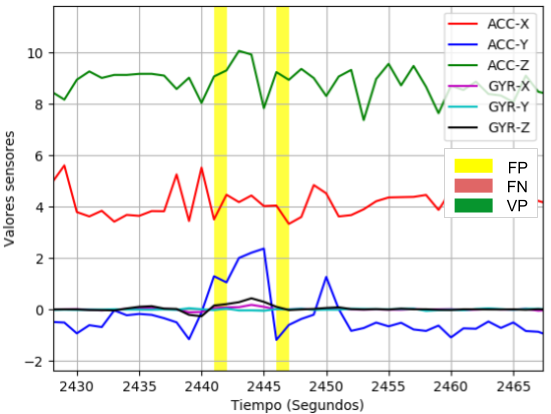 ACC-X
ACC-Y
ACC-Z
GYR-X
GYR-Y
GYR-Z
FP
FN
VP
Valores sensores
10
8
6
4
2
0
−2
2430
2435
2440
2445
2450
2455
2460
2465
Tiempo (Segundos)